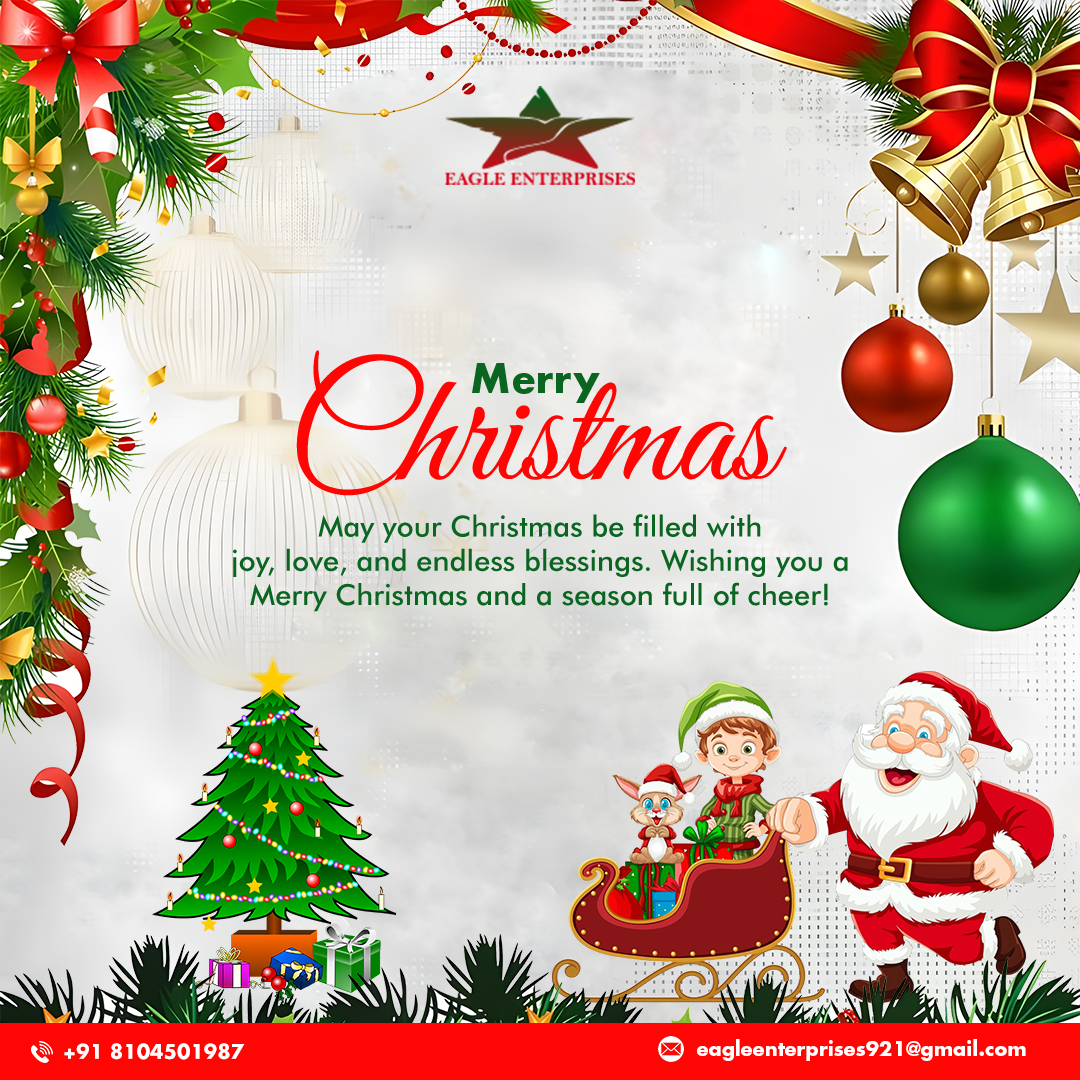 EAGLE ENTERPRISES
Merry
Christmas
May your Christmas be filled with
joy, love, and endless blessings. Wishing you a
Merry Christmas and a season full of cheer!
+91 8104501987
eagleenterprises921@gmail.com